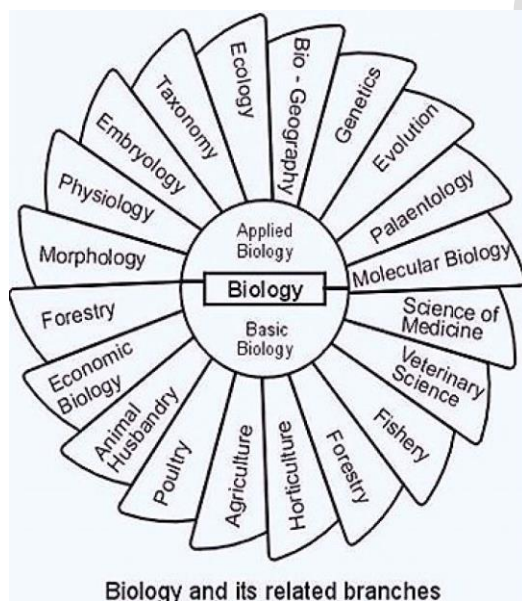 Morphology
Physiology
Embryology
Taxonomy
Ecology
Bio - Geography
Genetics
Evolution
Palaentology
Molecular Biology
Applied
Biology
Biology
Basic
Biology
Science of
Medicine
Veterinary
Science
Fishery
Forestry
Horticulture
Agriculture
Poultry
Animal
Husbandry
Economic
Biology
Forestry
Biology and its related branches